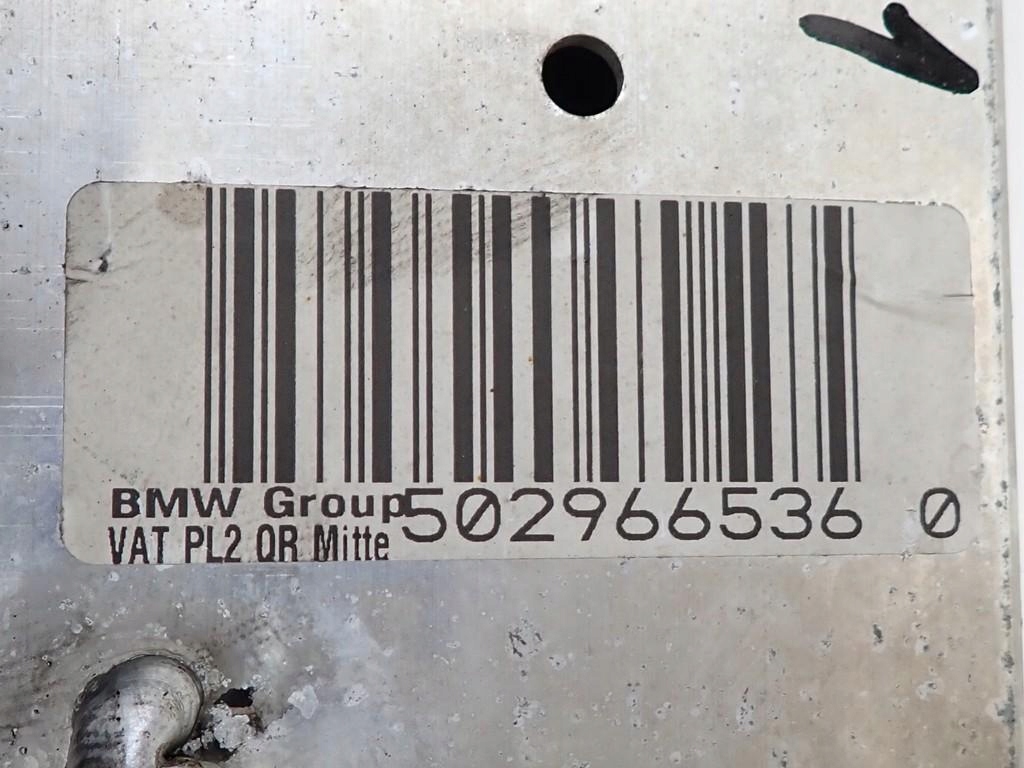 BMW Group 502966536 0
VAT PL2 QR Mitte